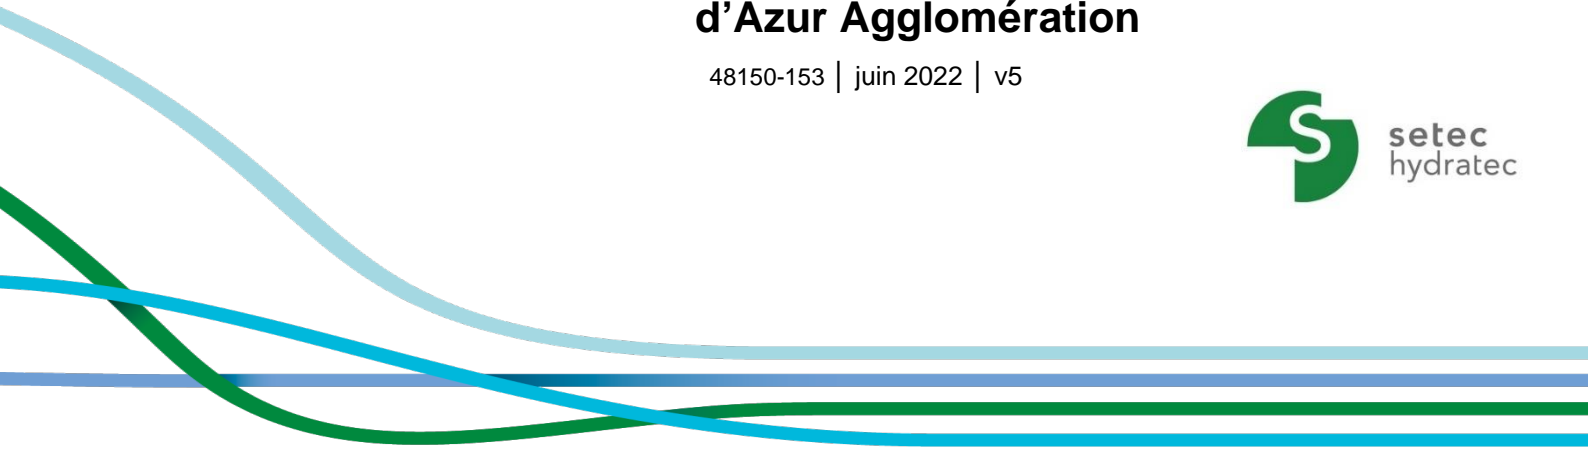 d’Azur Agglomération
48150-153 │ juin 2022 │ v5
S
setec
hydratec